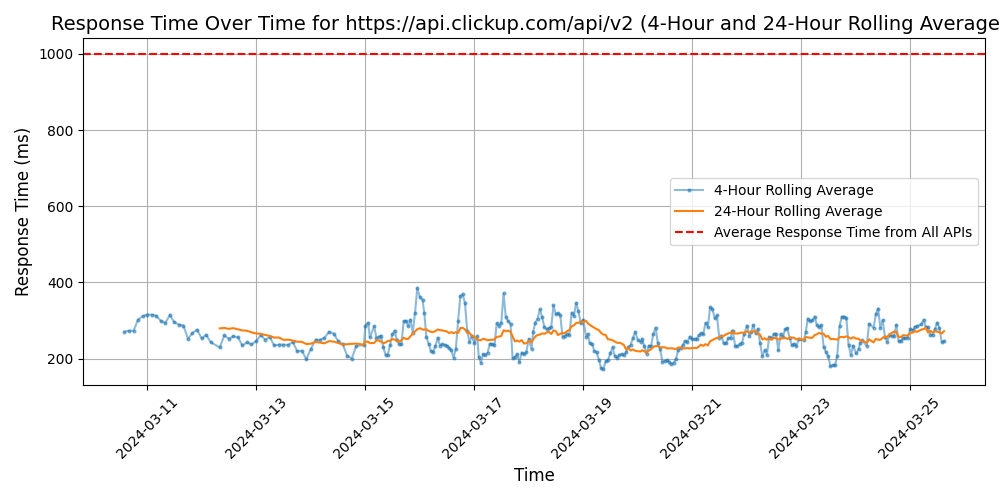 Response Time Over Time for https://api.clickup.com/api/v2 (4-Hour and 24-Hour Rolling Average
1000
800
600
400
200
Response Time (ms)
4-Hour Rolling Average
24-Hour Rolling Average
Average Response Time from All APIs
2024-03-11
2024-03-13
2024-03-15
2024-03-17
2024-03-19
2024-03-21
2024-03-23
2024-03-25
Time